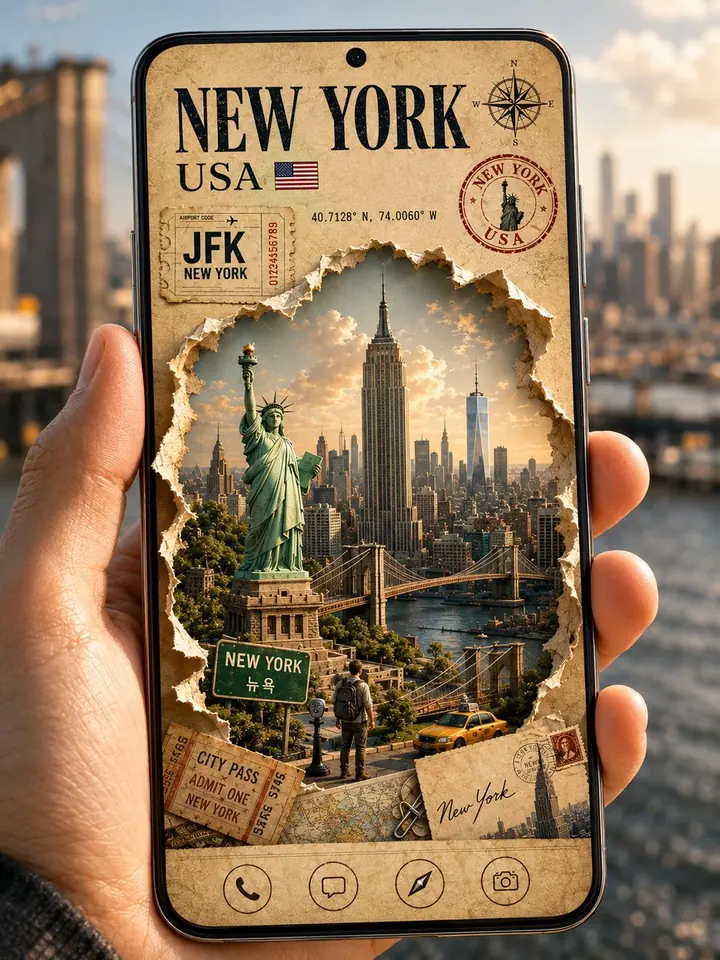 NEW YORK
USA
N
W
E
S
NEW YORK
USA
AIRPORT CODE
JFK
NEW YORK
40.7128° N, 74.0060° W
NEW YORK
뉴욕
CITY PASS
ADMIT ONE
NEW YORK
New York